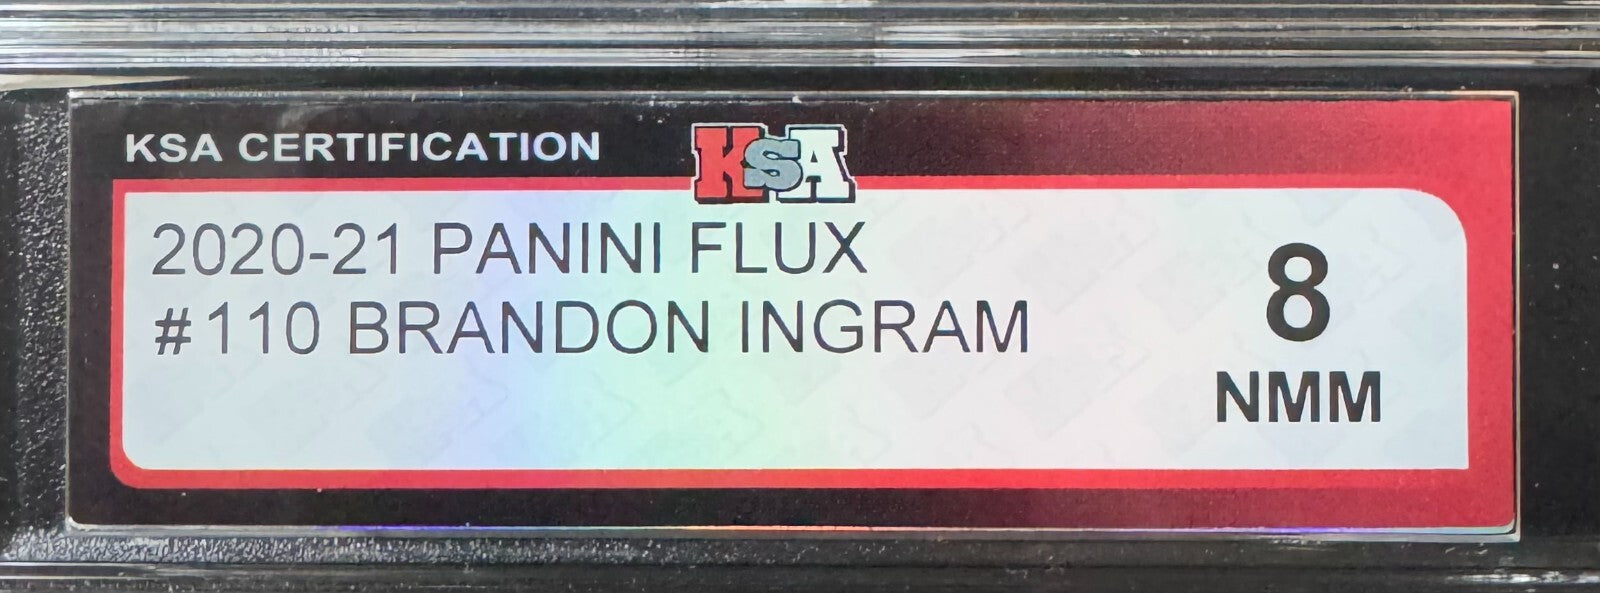 KSA CERTIFICATION
KSA
2020-21 PANINI FLUX
#110 BRANDON INGRAM
8
NMM